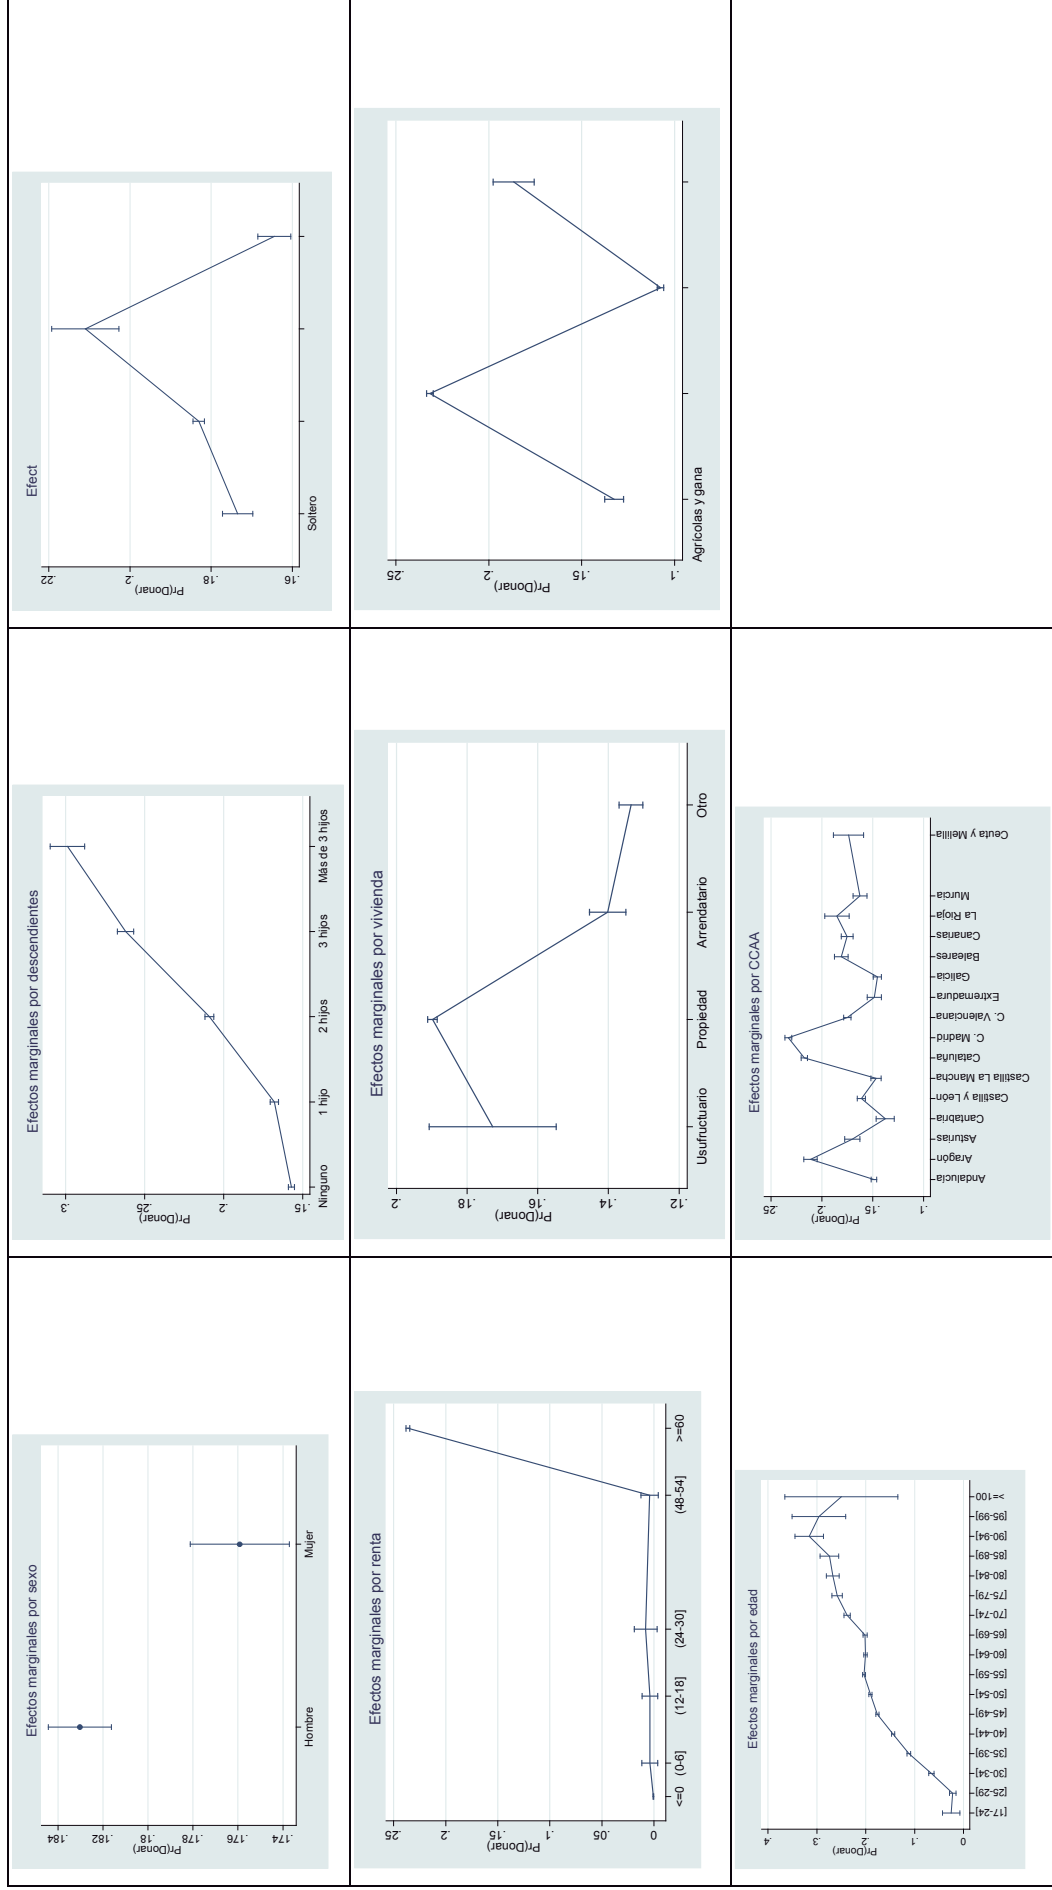 Efectos marginales por sexo
Pr(Donar)
.184
.182
.18
.178
.176
.174
Hombre
Mujer
Efectos marginales por descendientes
Pr(Donar)
.3
.25
.2
.15
Ninguno
1 hijo
2 hijos
3 hijos
Más de 3 hijos
Efect
Pr(Donar)
.22
.2
.18
.16
Soltero
Efectos marginales por renta
Pr(Donar)
.25
.2
.15
.1
.05
0
<=0
(0-6]
(12-18]
(24-30]
(48-54]
>=60
Efectos marginales por vivienda
Pr(Donar)
.2
.18
.16
.14
.12
Usufructuario
Propiedad
Arrendatario
Otro
Pr(Donar)
.25
.2
.15
.1
Agrícolas y gana
Efectos marginales por edad
Pr(Donar)
.4
.3
.2
.1
0
[17-24]
[25-29]
[30-34]
[35-39]
[40-44]
[45-49]
[50-54]
[55-59]
[60-64]
[65-69]
[70-74]
[75-79]
[80-84]
[85-89]
[90-94]
[95-99]
>=100
Efectos marginales por CCAA
Pr(Donar)
.25
.2
.15
.1
Andalucía
Aragón
Asturias
Cantabria
Castilla y León
Castilla La Mancha
Cataluña
C. Madrid
C. Valenciana
Extremadura
Galicia
Baleares
Canarias
La Rioja
Murcia
Ceuta y Melilla